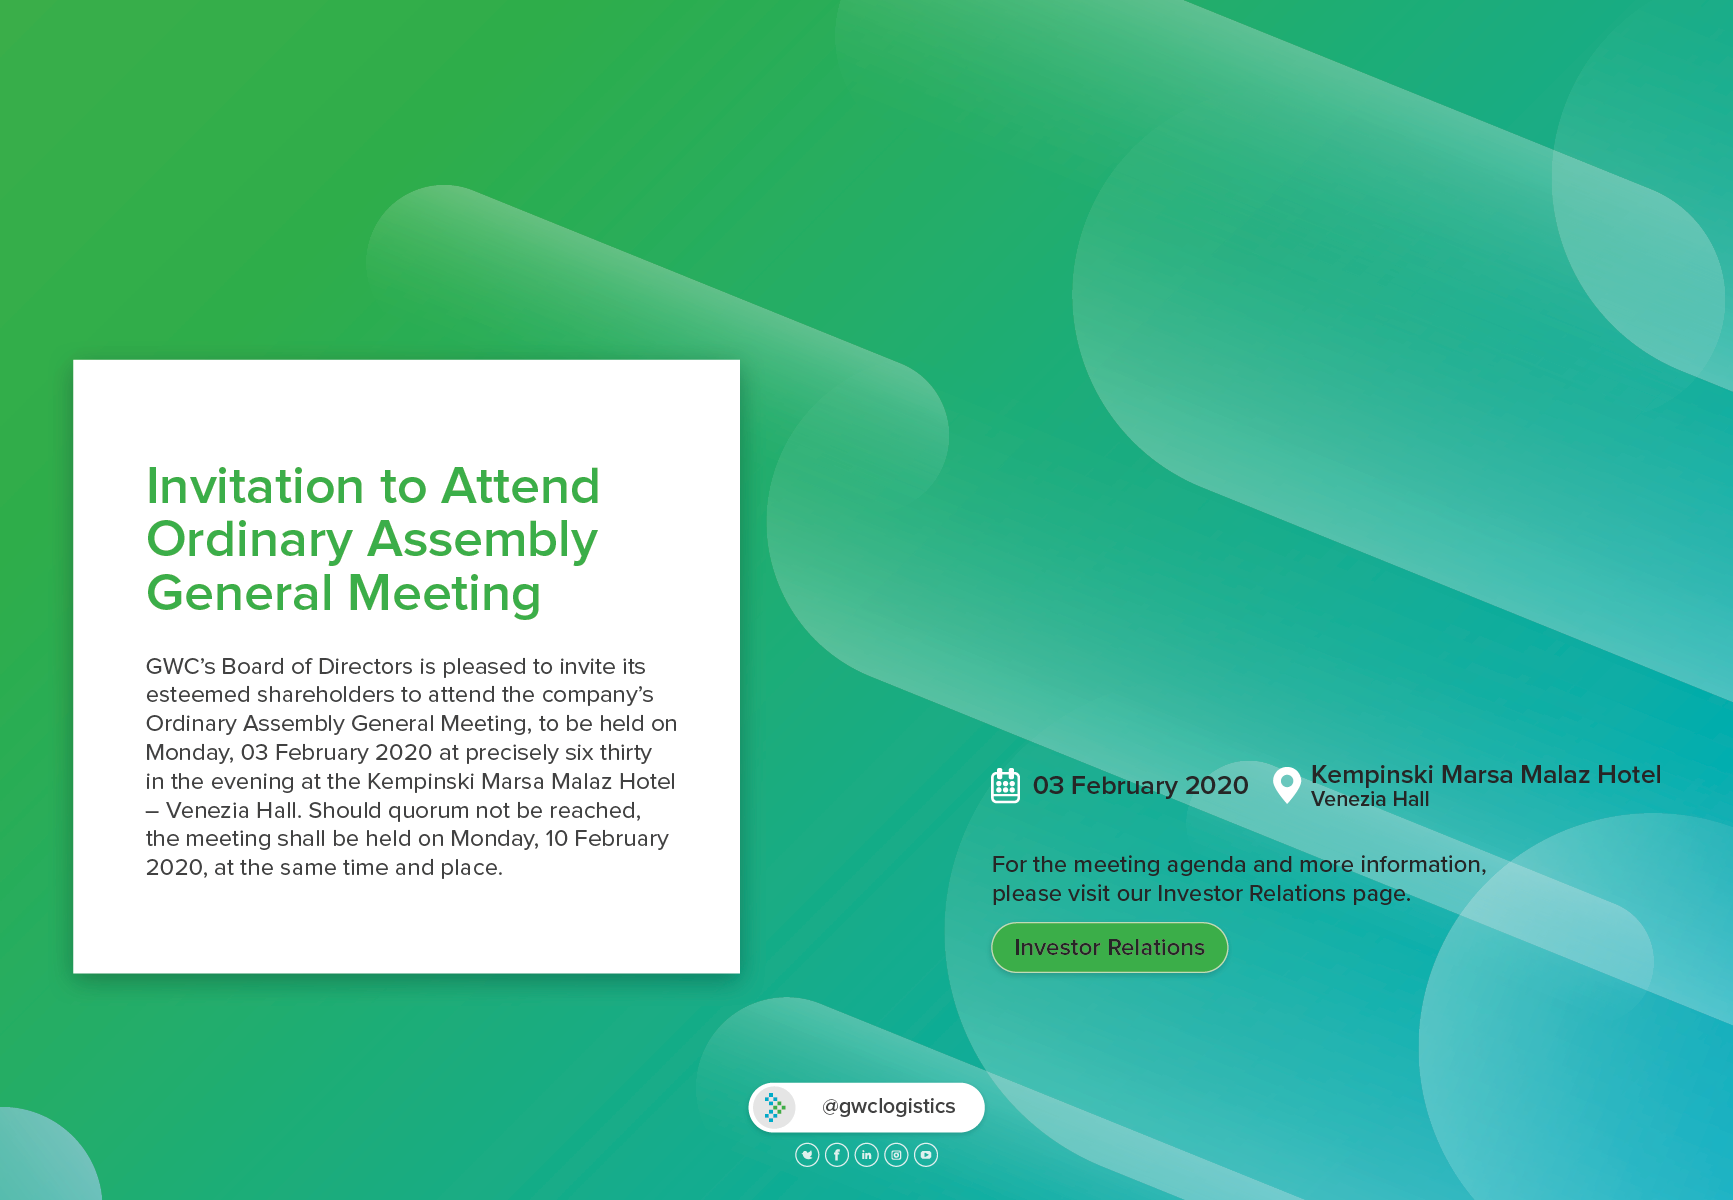 Invitation to Attend
Ordinary Assembly
General Meeting
GWC’s Board of Directors is pleased to invite its
esteemed shareholders to attend the company’s
Ordinary Assembly General Meeting, to be held on
Monday, 03 February 2020 at precisely six thirty
in the evening at the Kempinski Marsa Malaz Hotel
– Venezia Hall. Should quorum not be reached,
the meeting shall be held on Monday, 10 February
2020, at the same time and place.
03 February 2020
Kempinski Marsa Malaz Hotel
Venezia Hall
For the meeting agenda and more information,
please visit our Investor Relations page.
Investor Relations
@gwclogistics